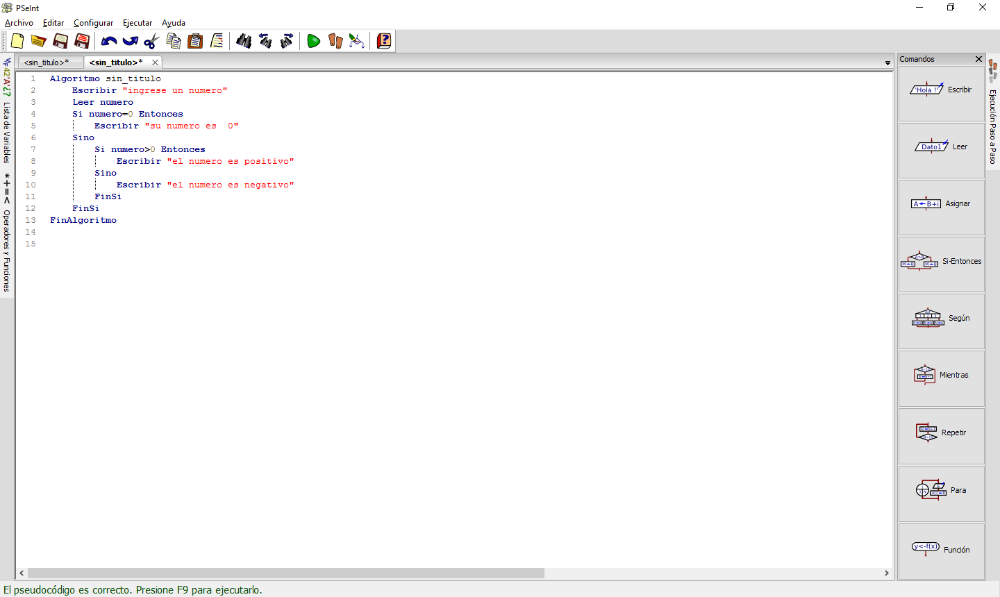 PSeInt
Archivo Editar Configurar Ejecutar Ayuda
<sin_titulo>* <sin_titulo>*
1 Algoritmo sin_titulo
2 Escribir "ingrese un numero"
3 Leer numero
4 Si numero=0 Entonces
5 Escribir "su numero es  0"
6 Sino
7 Si numero>0 Entonces
8 Escribir "el numero es positivo"
9 Sino
10 Escribir "el numero es negativo"
11 FinSi
12 FinSi
13 FinAlgoritmo
14
15
Lista de Variables
*+=< Operadores y Funciones
Comandos
'Hola !' Escribir
Dato1 Leer
A←B+i Asignar
Si-Entonces
Según
Mientras
Repetir
Para
y<-f(x) Función
Ejecución Paso a Paso
El pseudocódigo es correcto. Presione F9 para ejecutarlo.